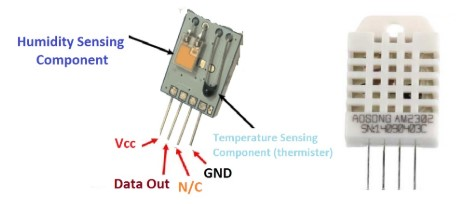 Humidity Sensing
Component
Vcc
Data Out
N/C
GND
Temperature Sensing
Component (thermister)
AOSONG AM2302